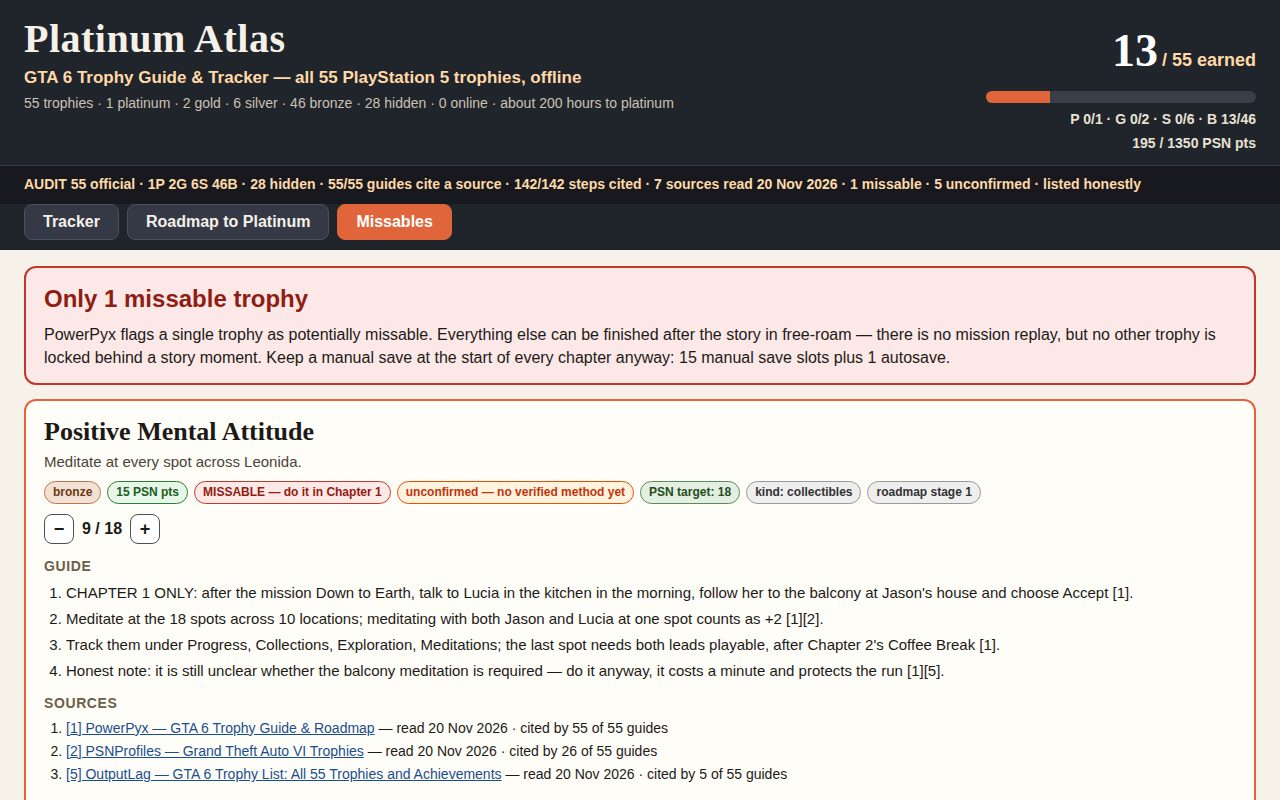 Platinum Atlas
GTA 6 Trophy Guide & Tracker — all 55 PlayStation 5 trophies, offline
55 trophies · 1 platinum · 2 gold · 6 silver · 46 bronze · 28 hidden · 0 online · about 200 hours to platinum
13 / 55 earned
P 0/1 · G 0/2 · S 0/6 · B 13/46
195 / 1350 PSN pts
AUDIT 55 official · 1P 2G 6S 46B · 28 hidden · 55/55 guides cite a source · 142/142 steps cited · 7 sources read 20 Nov 2026 · 1 missable · 5 unconfirmed · listed honestly
Tracker Roadmap to Platinum Missables
Only 1 missable trophy
PowerPyx flags a single trophy as potentially missable. Everything else can be finished after the story in free-roam — there is no mission replay, but no other trophy is
locked behind a story moment. Keep a manual save at the start of every chapter anyway: 15 manual save slots plus 1 autosave.
Positive Mental Attitude
Meditate at every spot across Leonida.
bronze 15 PSN pts MISSABLE — do it in Chapter 1 unconfirmed — no verified method yet PSN target: 18 kind: collectibles roadmap stage 1
− 9 / 18 +
GUIDE
1. CHAPTER 1 ONLY: after the mission Down to Earth, talk to Lucia in the kitchen in the morning, follow her to the balcony at Jason's house and choose Accept [1].
2. Meditate at the 18 spots across 10 locations; meditating with both Jason and Lucia at one spot counts as +2 [1][2].
3. Track them under Progress, Collections, Exploration, Meditations; the last spot needs both leads playable, after Chapter 2's Coffee Break [1].
4. Honest note: it is still unclear whether the balcony meditation is required — do it anyway, it costs a minute and protects the run [1][5].
SOURCES
1. [1] PowerPyx — GTA 6 Trophy Guide & Roadmap — read 20 Nov 2026 · cited by 55 of 55 guides
2. [2] PSNProfiles — Grand Theft Auto VI Trophies — read 20 Nov 2026 · cited by 26 of 55 guides
3. [5] OutputLag — GTA 6 Trophy List: All 55 Trophies and Achievements — read 20 Nov 2026 · cited by 5 of 55 guides